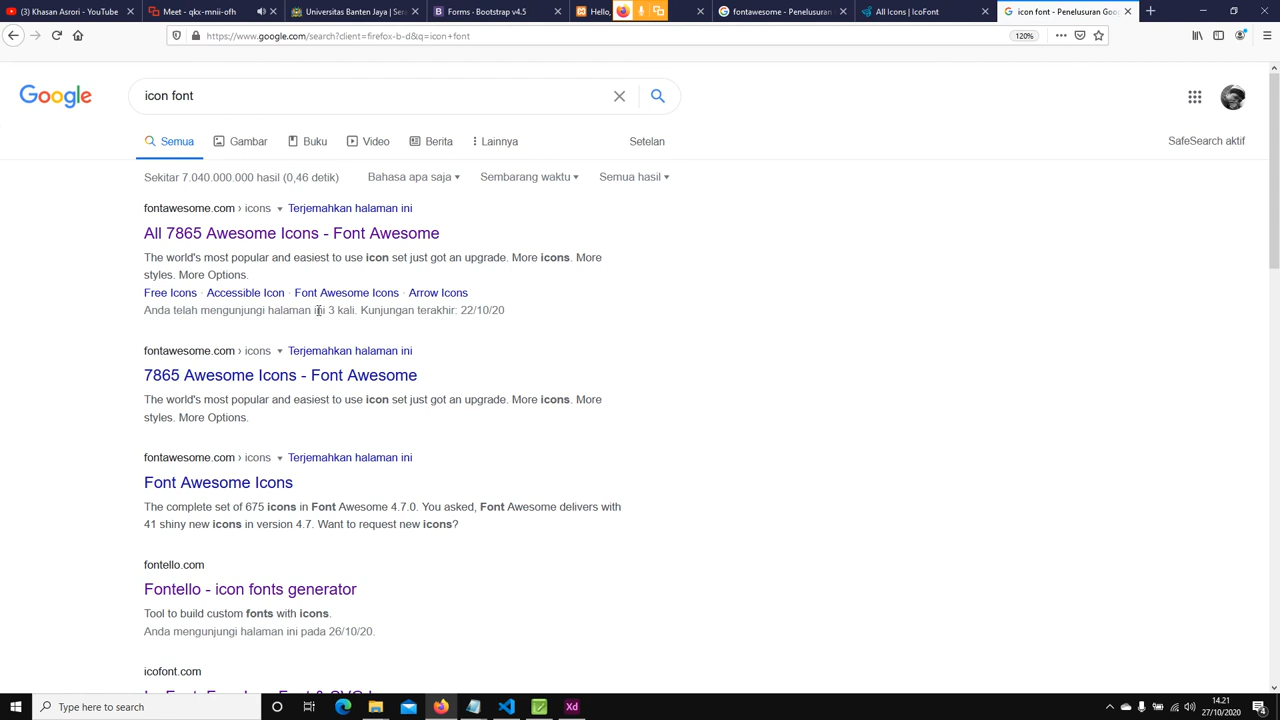 (3) Khasan Asrori - YouTube
Meet - qkx-mnii-ofh
Universitas Banten Jaya | Se
Forms · Bootstrap v4.5
Hello,
fontawesome - Penelusuran
All Icons | IcoFont
icon font - Penelusuran Goo
https://www.google.com/search?client=firefox-b-d&q=icon+font
120%
Google
icon font
Semua
Gambar
Buku
Video
Berita
Lainnya
Setelan
SafeSearch aktif
Sekitar 7.040.000.000 hasil (0,46 detik)
Bahasa apa saja
Sembarang waktu
Semua hasil
fontawesome.com › icons Terjemahkan halaman ini
All 7865 Awesome Icons - Font Awesome
The world's most popular and easiest to use icon set just got an upgrade. More icons. More
styles. More Options.
Free Icons · Accessible Icon · Font Awesome Icons · Arrow Icons
Anda telah mengunjungi halaman ini 3 kali. Kunjungan terakhir: 22/10/20
fontawesome.com › icons Terjemahkan halaman ini
7865 Awesome Icons - Font Awesome
The world's most popular and easiest to use icon set just got an upgrade. More icons. More
styles. More Options.
fontawesome.com › icons Terjemahkan halaman ini
Font Awesome Icons
The complete set of 675 icons in Font Awesome 4.7.0. You asked, Font Awesome delivers with
41 shiny new icons in version 4.7. Want to request new icons?
fontello.com
Fontello - icon fonts generator
Tool to build custom fonts with icons.
Anda mengunjungi halaman ini pada 26/10/20.
icofont.com
Type here to search
Xd
14.21
27/10/2020
4